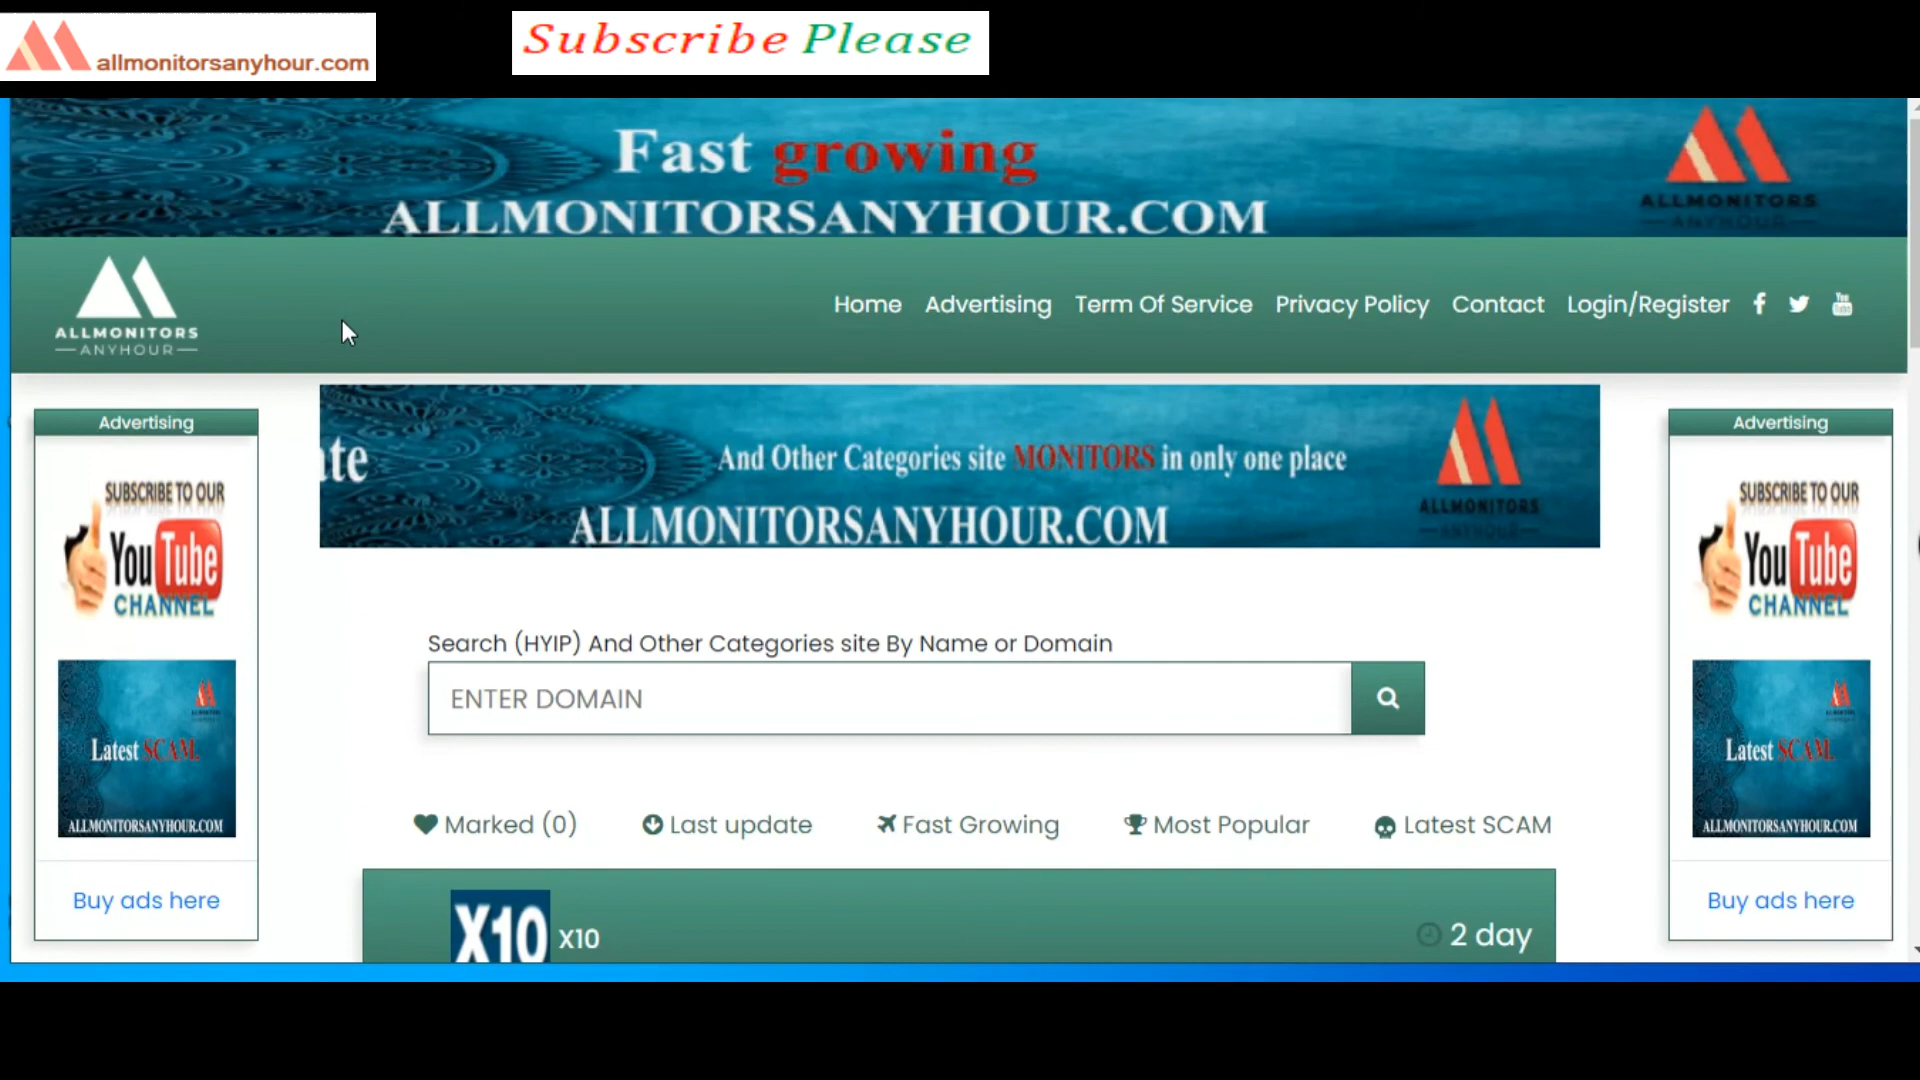 allmonitorsanyhour.com
Subscribe Please
Fast growing
ALLMONITORSANYHOUR.COM
ALLMONITORS
ANYHOUR
ALLMONITORS
ANYHOUR
Home Advertising Term Of Service Privacy Policy Contact Login/Register
Advertising
SUBSCRIBE TO OUR
YouTube
CHANNEL
Latest SCAM
ALLMONITORSANYHOUR.COM
Buy ads here
And Other Categories site MONITORS in only one place
ALLMONITORSANYHOUR.COM
ALLMONITORS
ANYHOUR
Search (HYIP) And Other Categories site By Name or Domain
ENTER DOMAIN
Marked (0) Last update Fast Growing Most Popular Latest SCAM
X10 X10 2 day
Advertising
SUBSCRIBE TO OUR
YouTube
CHANNEL
Latest SCAM
ALLMONITORSANYHOUR.COM
Buy ads here